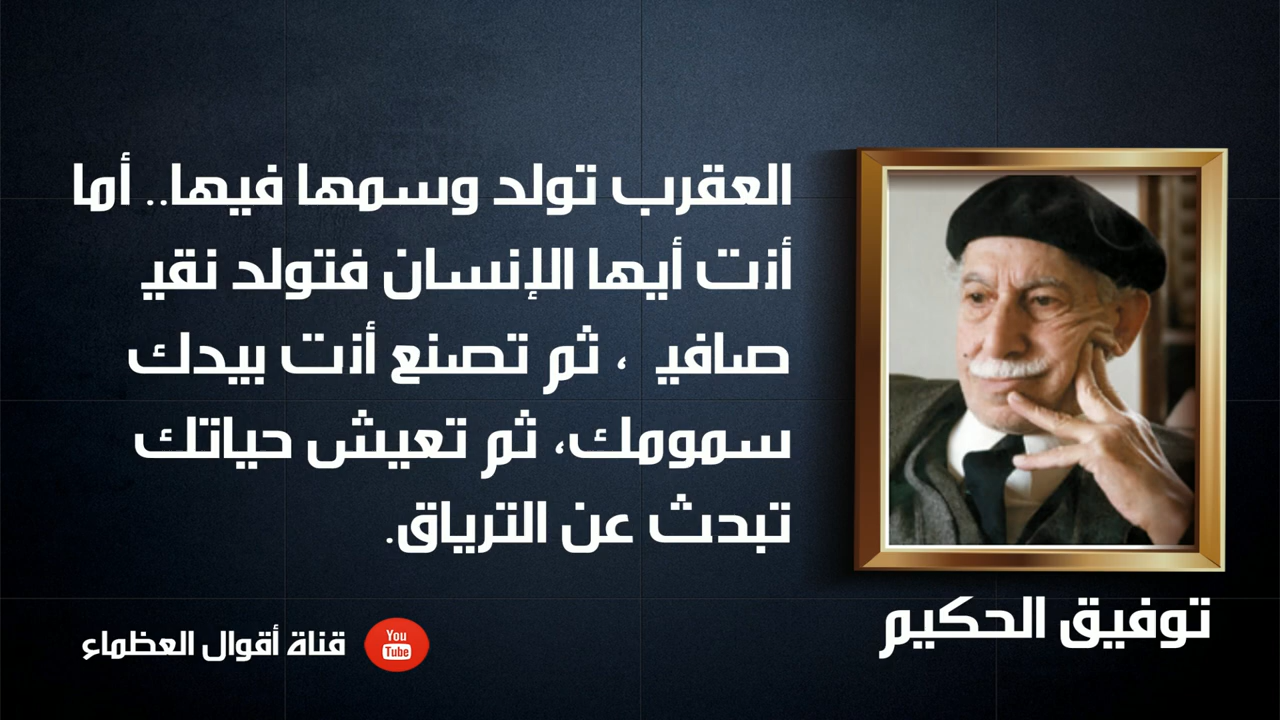 العقرب تولد وسمها فيها.. أما
أنت أيها الإنسان فتولد نقي
صافي ، ثم تصنع أنت بيدك
سمومك، ثم تعيش حياتك
تبحث عن الترياق.
توفيق الحكيم
قناة أقوال العظماء
You
Tube